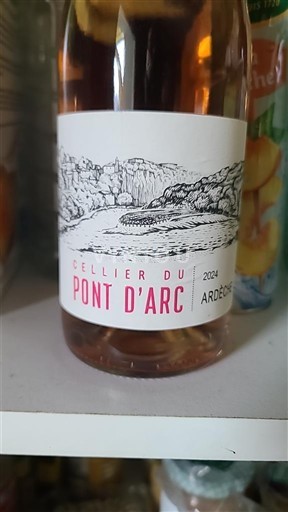 CELLIER DU
PONT D'ARC
2024
ARDÈCHE